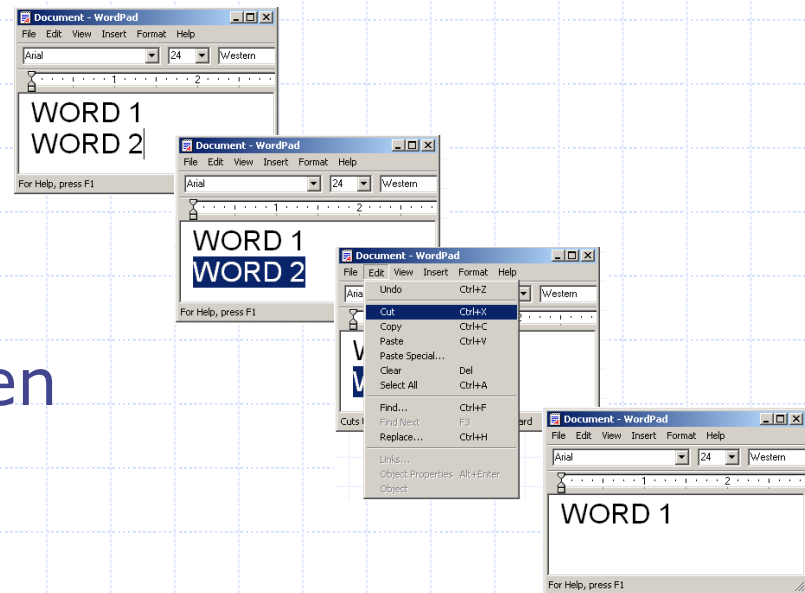 Document - WordPad
File Edit View Insert Format Help
Arial 24 Western
1 2
WORD 1
WORD 2
For Help, press F1
Document - WordPad
File Edit View Insert Format Help
Arial 24 Western
1 2
WORD 1
WORD 2
For Help, press F1
en
Document - WordPad
File Edit View Insert Format Help
Western
Undo Ctrl+Z
Cut Ctrl+X
Copy Ctrl+C
Paste Ctrl+V
Paste Special...
Clear Del
Select All Ctrl+A
Find... Ctrl+F
Find Next F3
Replace... Ctrl+H
Links...
Object Properties Alt+Enter
Object
Cuts
Document - WordPad
File Edit View Insert Format Help
Arial 24 Western
1 2
WORD 1
For Help, press F1